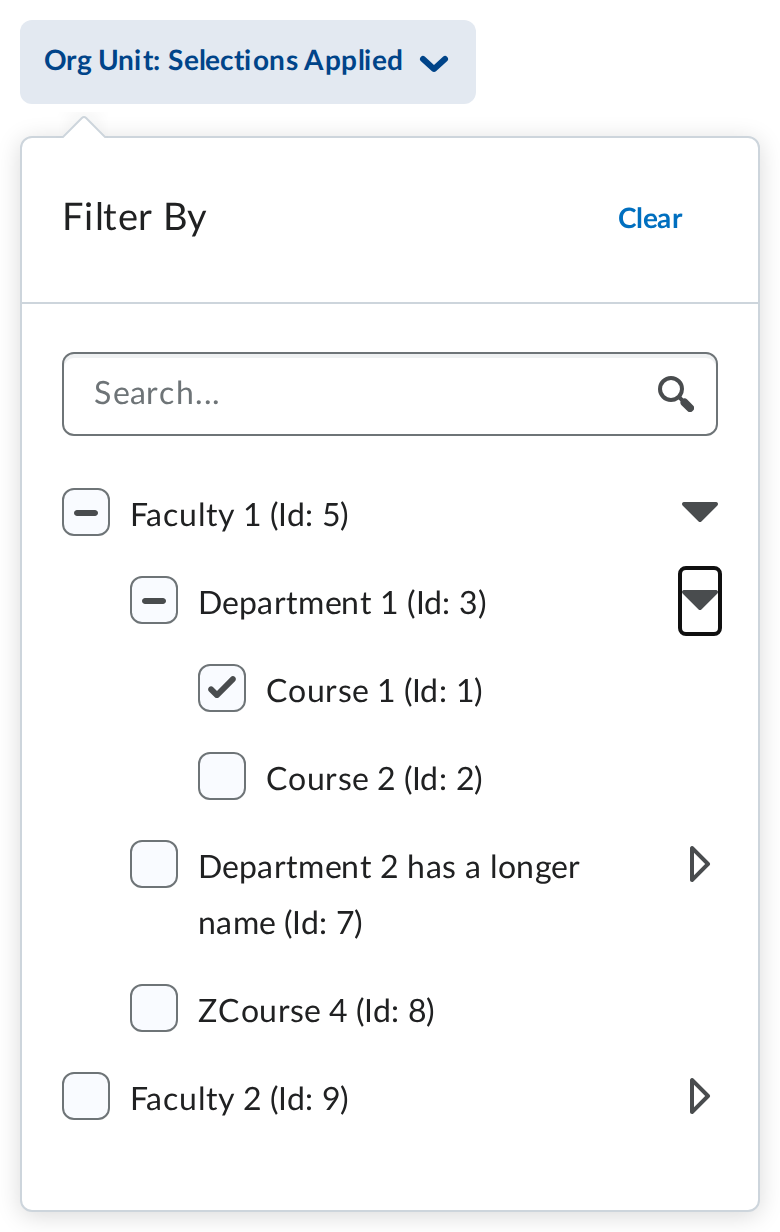 Org Unit: Selections Applied
Filter By
Clear
Search...
Faculty 1 (Id: 5)
Department 1 (Id: 3)
Course 1 (Id: 1)
Course 2 (Id: 2)
Department 2 has a longer
name (Id: 7)
ZCourse 4 (Id: 8)
Faculty 2 (Id: 9)